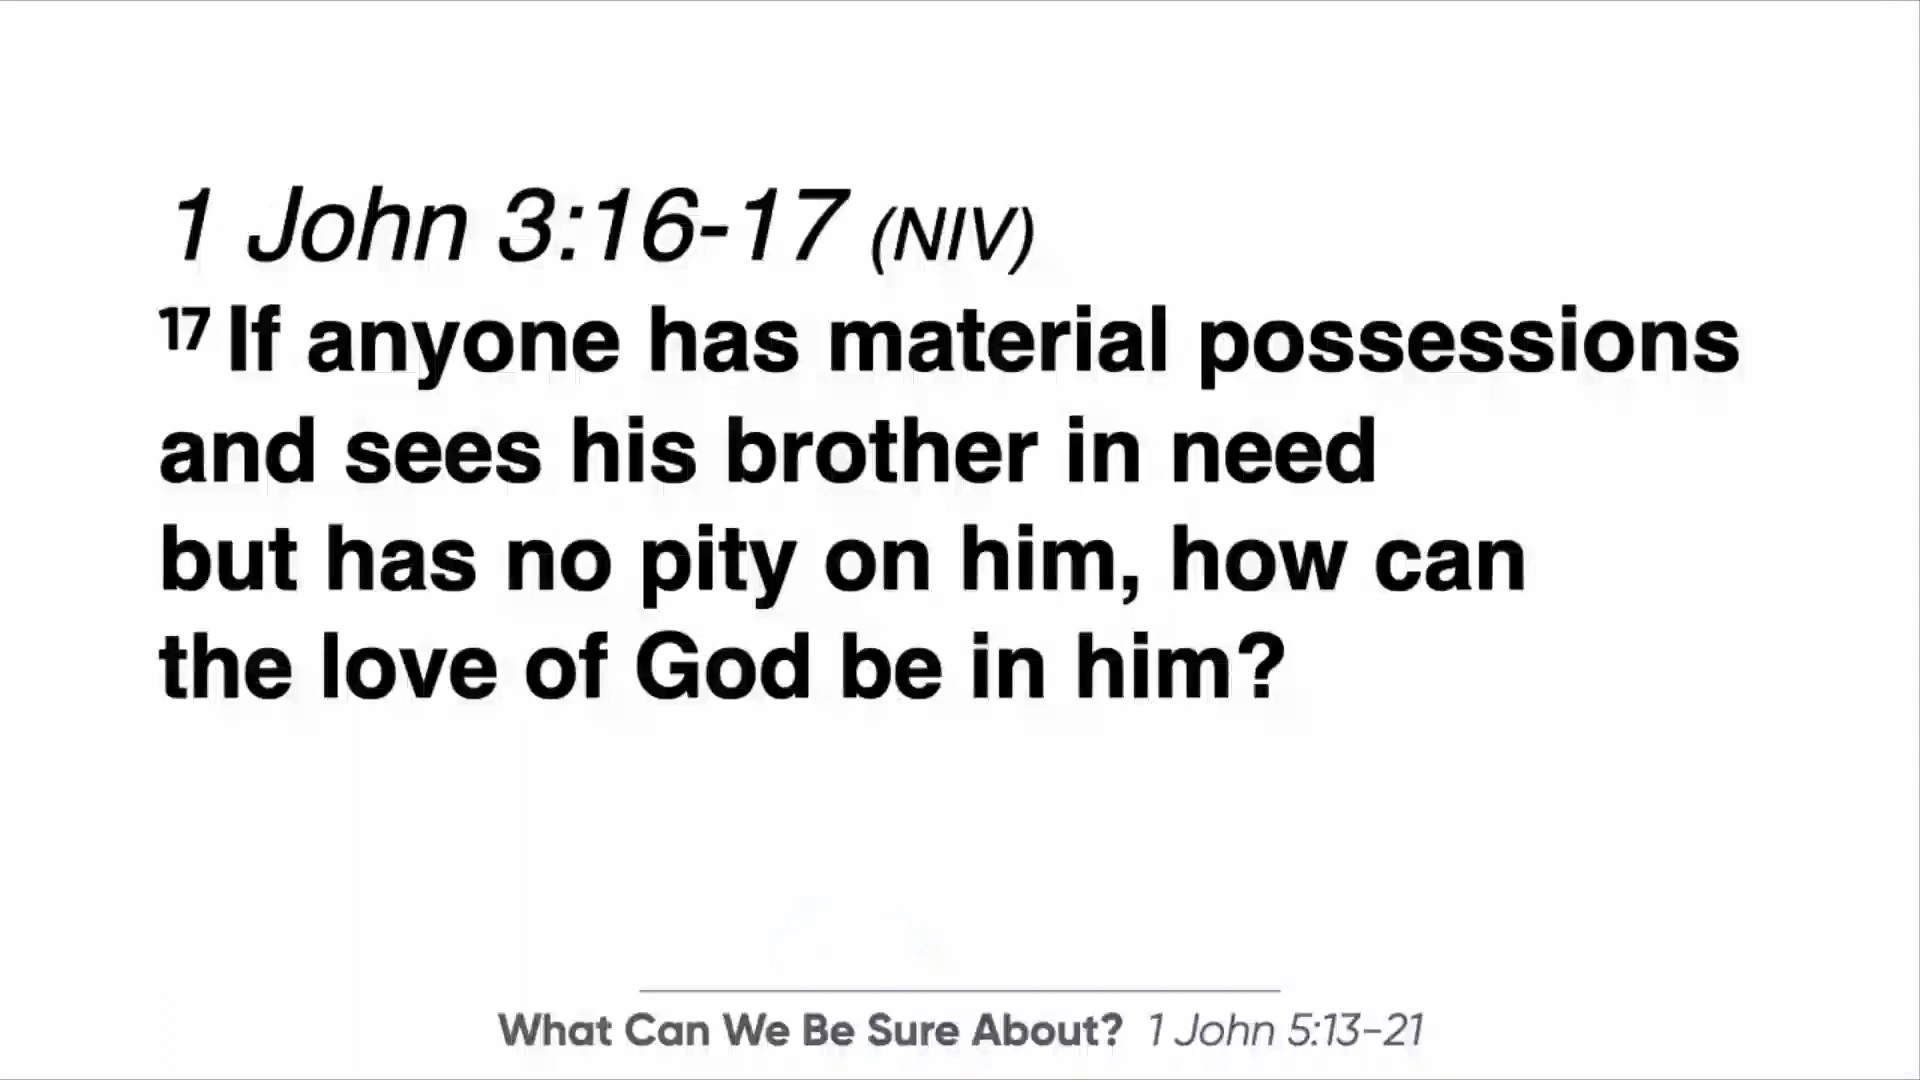 1 John 3:16-17 (NIV)
17 If anyone has material possessions
and sees his brother in need
but has no pity on him, how can
the love of God be in him?
What Can We Be Sure About? 1 John 5:13–21